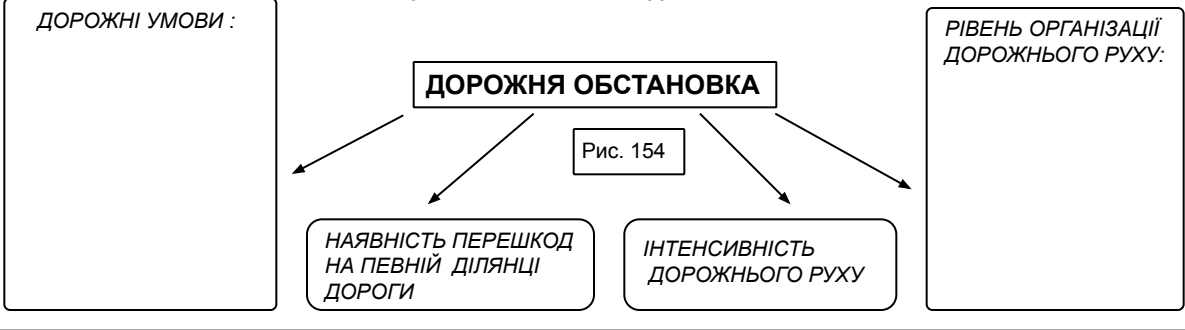 ДОРОЖНІ УМОВИ :
РІВЕНЬ ОРГАНІЗАЦІЇ
ДОРОЖНЬОГО РУХУ:
ДОРОЖНЯ ОБСТАНОВКА
Рис. 154
НАЯВНІСТЬ ПЕРЕШКОД
НА ПЕВНІЙ ДІЛЯНЦІ
ДОРОГИ
ІНТЕНСИВНІСТЬ
ДОРОЖНЬОГО РУХУ